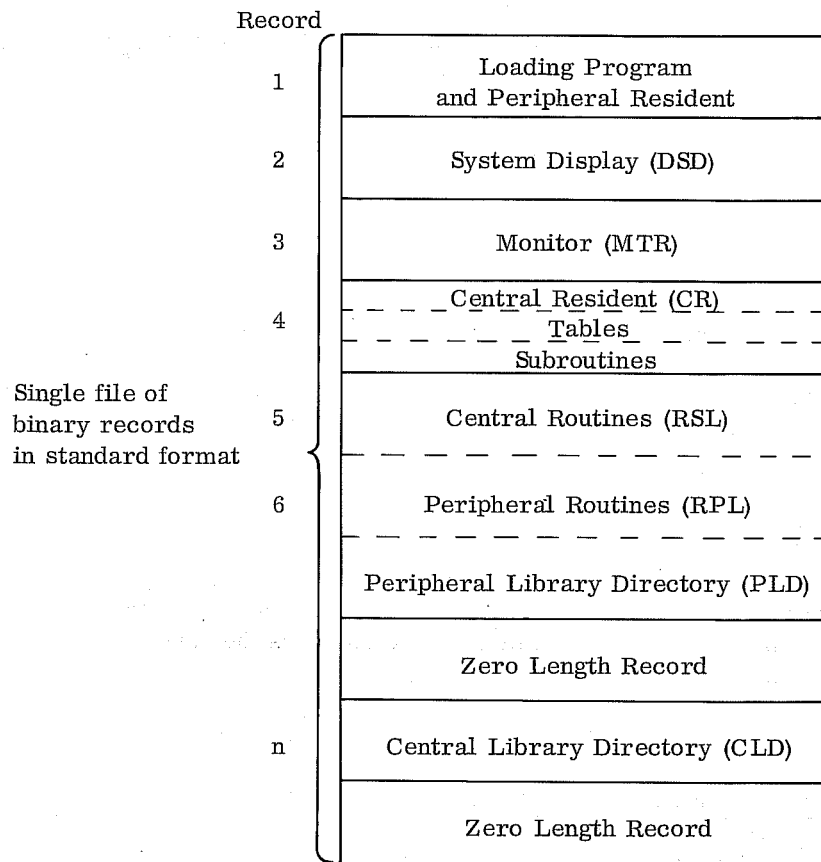 Record
1
Loading Program
and Peripheral Resident
2
System Display (DSD)
3
Monitor (MTR)
4
Central Resident (CR)
Tables
Subroutines
Single file of
binary records
in standard format
5
Central Routines (RSL)
6
Peripheral Routines (RPL)
Peripheral Library Directory (PLD)
Zero Length Record
n
Central Library Directory (CLD)
Zero Length Record